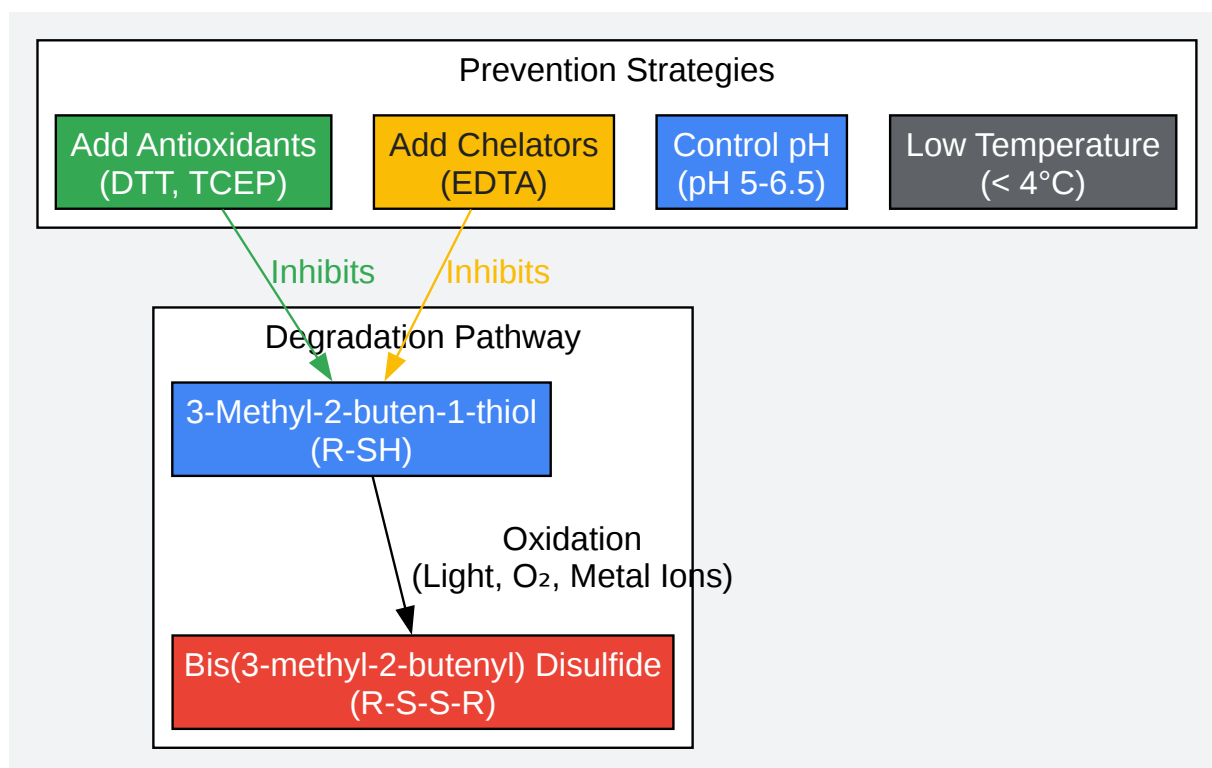 Prevention Strategies
Add Antioxidants
(DTT, TCEP)
Add Chelators
(EDTA)
Control pH
(pH 5-6.5)
Low Temperature
(< 4°C)
Inhibits
Inhibits
Degradation Pathway
3-Methyl-2-buten-1-thiol
(R-SH)
Oxidation
(Light, O₂, Metal Ions)
Bis(3-methyl-2-butenyl) Disulfide
(R-S-S-R)